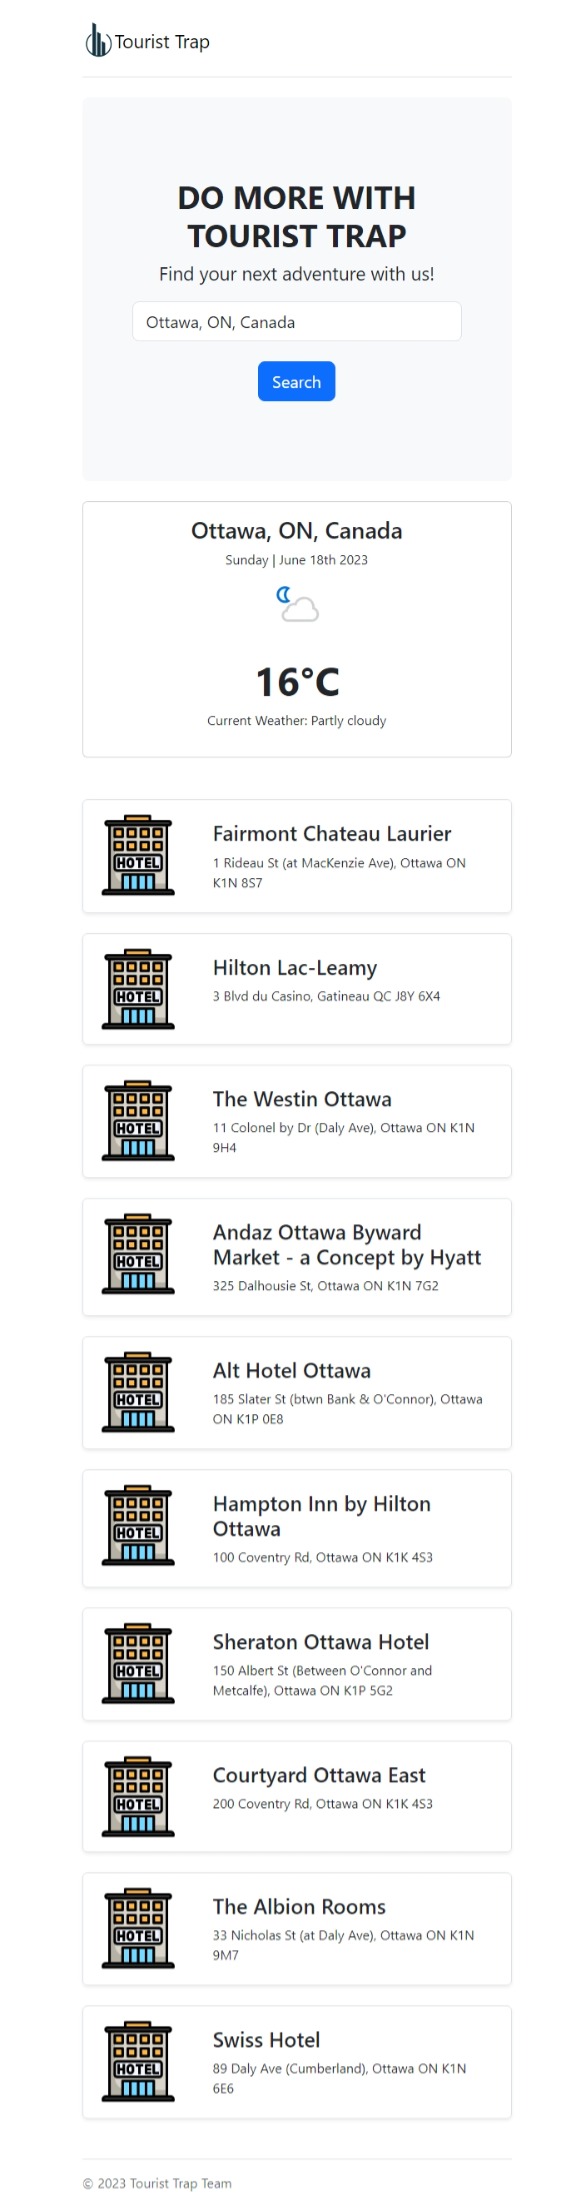 Tourist Trap
DO MORE WITH
TOURIST TRAP
Find your next adventure with us!
Ottawa, ON, Canada
Search
Ottawa, ON, Canada
Sunday | June 18th 2023
16°C
Current Weather: Partly cloudy
HOTEL
Fairmont Chateau Laurier
1 Rideau St (at MacKenzie Ave), Ottawa ON
K1N 8S7
HOTEL
Hilton Lac-Leamy
3 Blvd du Casino, Gatineau QC J8Y 6X4
HOTEL
The Westin Ottawa
11 Colonel by Dr (Daly Ave), Ottawa ON K1N
9H4
HOTEL
Andaz Ottawa Byward
Market - a Concept by Hyatt
325 Dalhousie St, Ottawa ON K1N 7G2
HOTEL
Alt Hotel Ottawa
185 Slater St (btwn Bank & O'Connor), Ottawa
ON K1P 0E8
HOTEL
Hampton Inn by Hilton
Ottawa
100 Coventry Rd, Ottawa ON K1K 4S3
HOTEL
Sheraton Ottawa Hotel
150 Albert St (Between O'Connor and
Metcalfe), Ottawa ON K1P 5G2
HOTEL
Courtyard Ottawa East
200 Coventry Rd, Ottawa ON K1K 4S3
HOTEL
The Albion Rooms
33 Nicholas St (at Daly Ave), Ottawa ON K1N
9M7
HOTEL
Swiss Hotel
89 Daly Ave (Cumberland), Ottawa ON K1N
6E6
© 2023 Tourist Trap Team